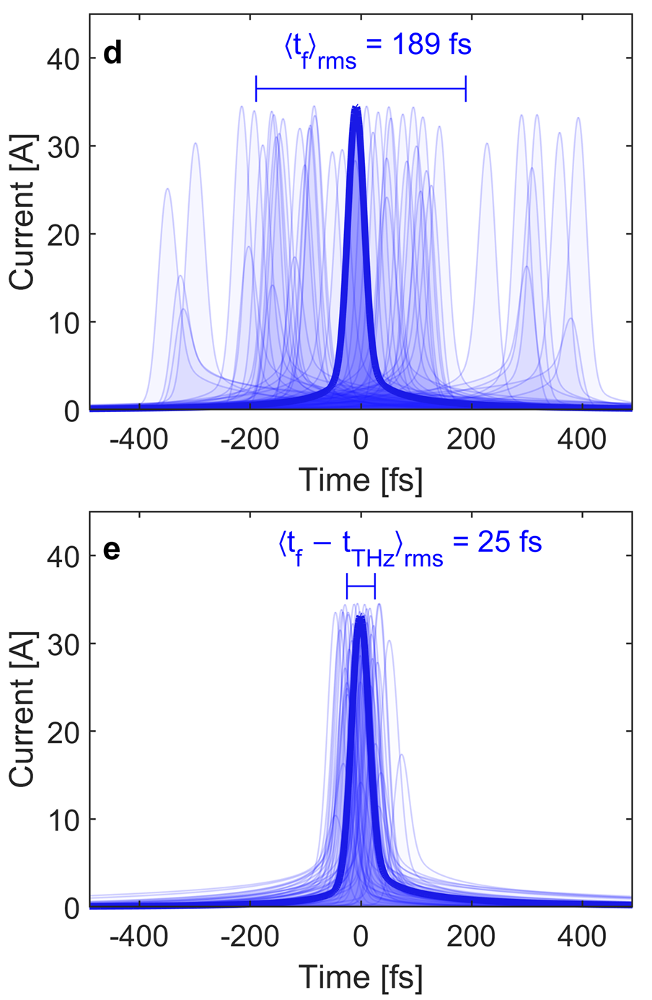 d
⟨t_f⟩_rms = 189 fs
Current [A]
40
30
20
10
0
-400 -200 0 200 400
Time [fs]
e
⟨t_f − t_THz⟩_rms = 25 fs
Current [A]
40
30
20
10
0
-400 -200 0 200 400
Time [fs]